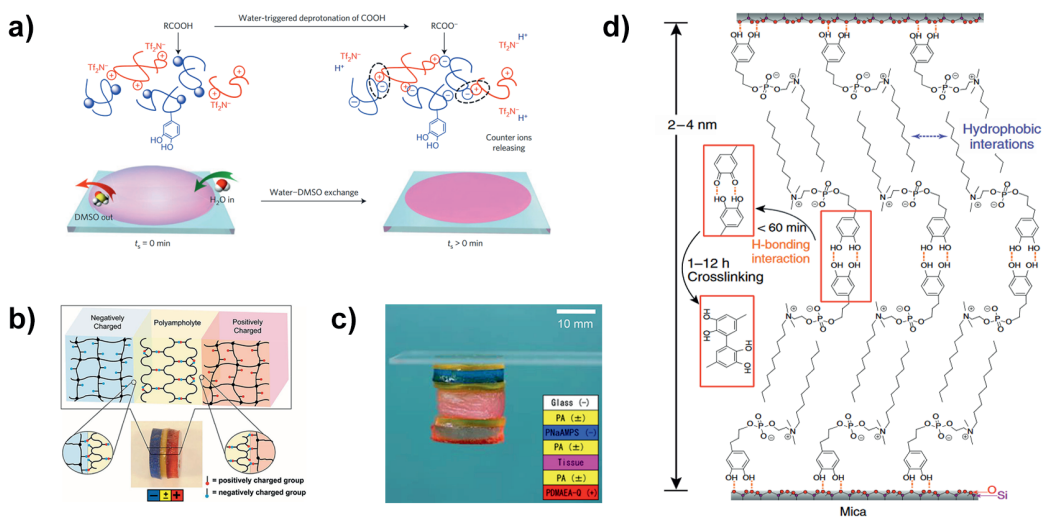 a)
RCOOH
Water-triggered deprotonation of COOH
RCOO⁻
Tf₂N⁻
Tf₂N⁻
Tf₂N⁻
HO
HO
H⁺
H⁺
Tf₂N⁻
Tf₂N⁻
H⁺
HO
HO
Counter ions
releasing
DMSO out
H₂O in
Water–DMSO exchange
tₛ = 0 min
tₛ > 0 min
b)
Negatively
Charged
Polyampholyte
Positively
Charged
= positively charged group
= negatively charged group
− ± +
c)
10 mm
Glass (-)
PA (±)
PNaAMPS (-)
PA (±)
Tissue
PA (±)
PDMAEA-Q (+)
d)
2–4 nm
Hydrophobic
interations
< 60 min
H-bonding
interaction
1–12 h
Crosslinking
Mica
O
Si